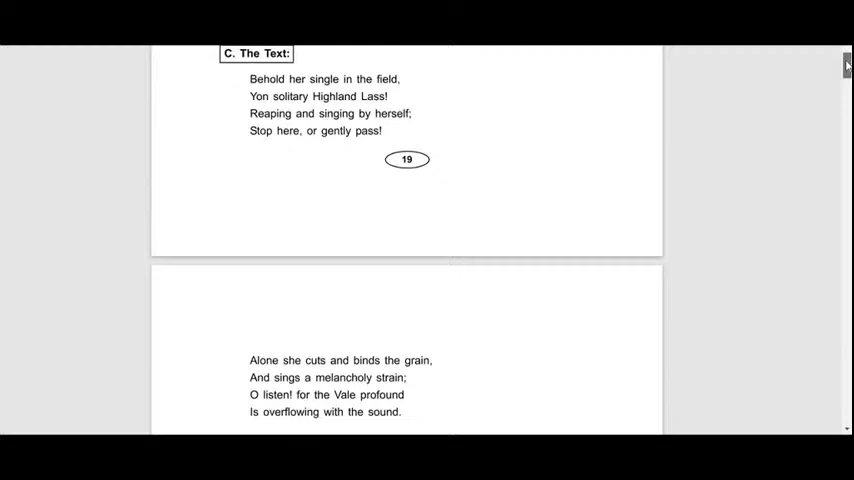 C. The Text:
Behold her single in the field,
Yon solitary Highland Lass!
Reaping and singing by herself;
Stop here, or gently pass!
19
Alone she cuts and binds the grain,
And sings a melancholy strain;
O listen! for the Vale profound
Is overflowing with the sound.